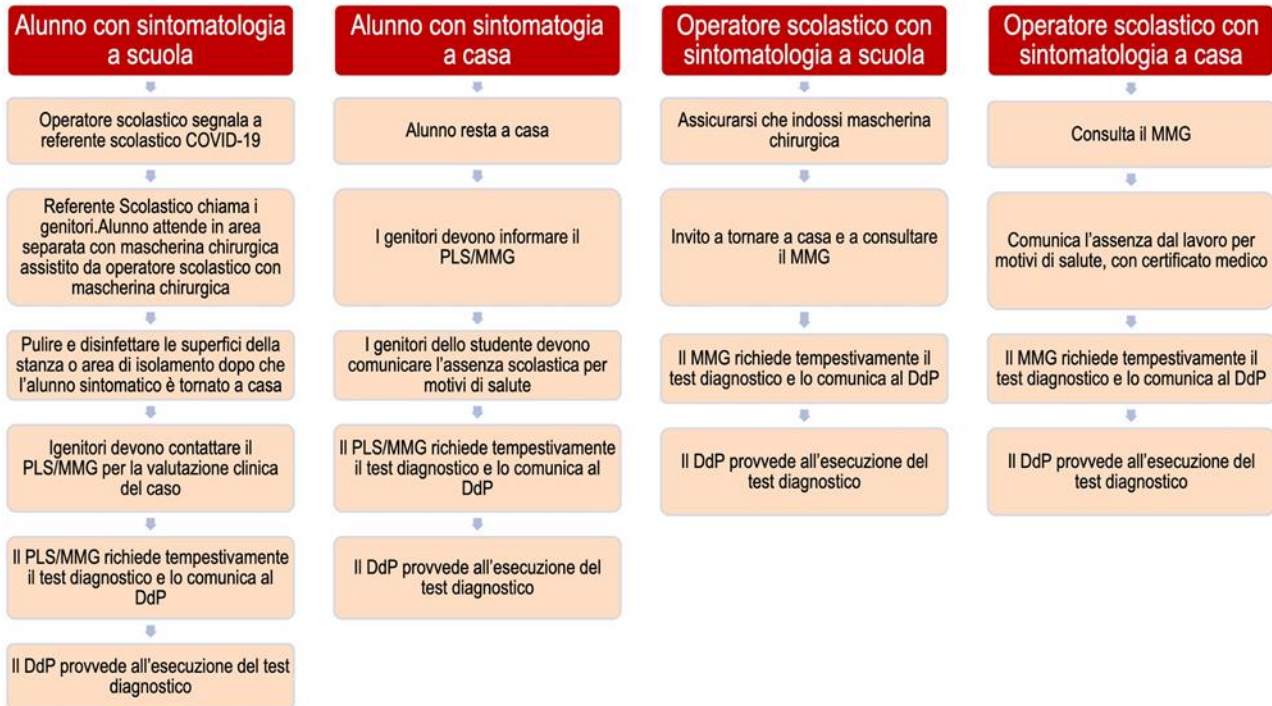 Alunno con sintomatologia
a scuola
Operatore scolastico segnala a
referente scolastico COVID-19
Referente Scolastico chiama i
genitori.Alunno attende in area
separata con mascherina chirurgica
assistito da operatore scolastico con
mascherina chirurgica
Pulire e disinfettare le superfici della
stanza o area di isolamento dopo che
l’alunno sintomatico è tornato a casa
Igenitori devono contattare il
PLS/MMG per la valutazione clinica
del caso
Il PLS/MMG richiede tempestivamente
il test diagnostico e lo comunica al
DdP
Il DdP provvede all’esecuzione del test
diagnostico
Alunno con sintomatogia
a casa
Alunno resta a casa
I genitori devono informare il
PLS/MMG
I genitori dello studente devono
comunicare l’assenza scolastica per
motivi di salute
Il PLS/MMG richiede tempestivamente
il test diagnostico e lo comunica al
DdP
Il DdP provvede all’esecuzione del
test diagnostico
Operatore scolastico con
sintomatologia a scuola
Assicurarsi che indossi mascherina
chirurgica
Invito a tornare a casa e a consultare
il MMG
Il MMG richiede tempestivamente il
test diagnostico e lo comunica al DdP
Il DdP provvede all’esecuzione del
test diagnostico
Operatore scolastico con
sintomatologia a casa
Consulta il MMG
Comunica l’assenza dal lavoro per
motivi di salute, con certificato medico
Il MMG richiede tempestivamente il
test diagnostico e lo comunica al DdP
Il DdP provvede all’esecuzione del
test diagnostico